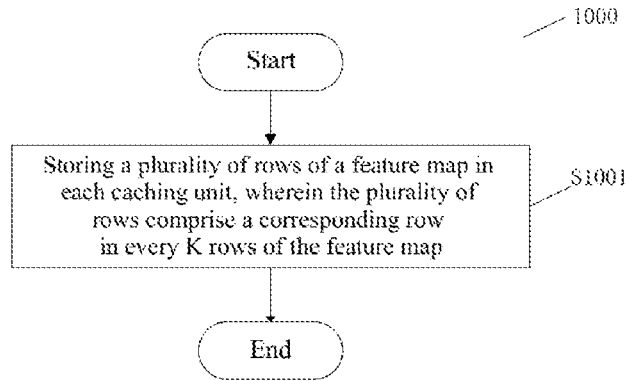 1000
Start
Storing a plurality of rows of a feature map in
each caching unit, wherein the plurality of
rows comprise a corresponding row
in every K rows of the feature map
S1001
End